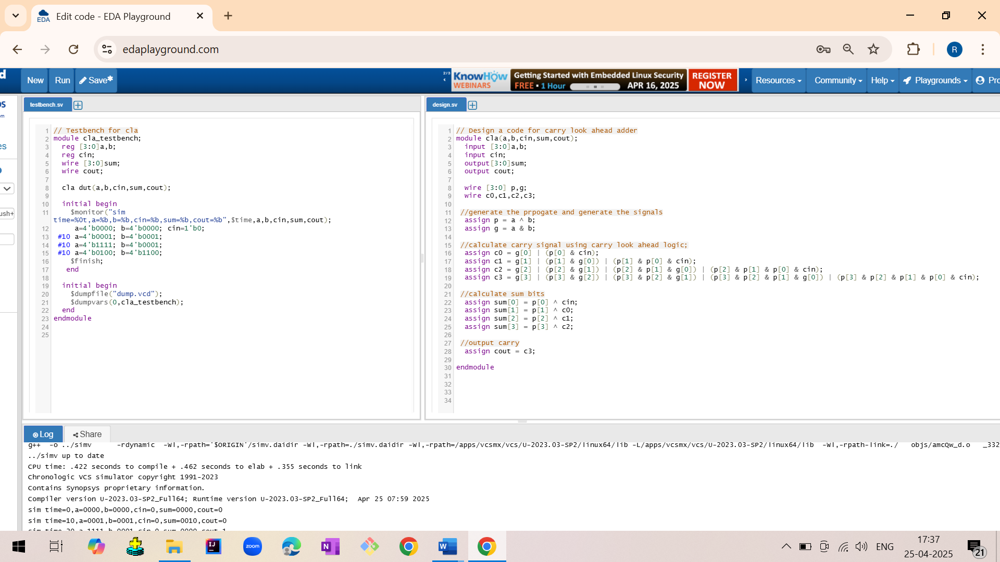 Edit code - EDA Playground
EDA
edaplayground.com
R
d
New
Run
Save*
2/3
KnowHow
WEBINARS
Getting Started with Embedded Linux Security
FREE • 1 Hour
APR 16, 2025
REGISTER
NOW
Resources
Community
Help
Playgrounds
Pro
testbench.sv
design.sv
1 // Testbench for cla
2 module cla_testbench;
3 reg [3:0]a,b;
4 reg cin;
5 wire [3:0]sum;
6 wire cout;
7
8 cla dut(a,b,cin,sum,cout);
9
10 initial begin
11 $monitor("sim
time=%0t,a=%b,b=%b,cin=%b,sum=%b,cout=%b",$time,a,b,cin,sum,cout);
12 a=4'b0000; b=4'b0000; cin=1'b0;
13 #10 a=4'b0001; b=4'b0001;
14 #10 a=4'b1111; b=4'b0001;
15 #10 a=4'b0100; b=4'b1100;
16 $finish;
17 end
18
19 initial begin
20 $dumpfile("dump.vcd");
21 $dumpvars(0,cla_testbench);
22 end
23 endmodule
24
25
1 // Design a code for carry look ahead adder
2 module cla(a,b,cin,sum,cout);
3 input [3:0]a,b;
4 input cin;
5 output[3:0]sum;
6 output cout;
7
8 wire [3:0] p,g;
9 wire c0,c1,c2,c3;
10
11 //generate the prpogate and generate the signals
12 assign p = a ^ b;
13 assign g = a & b;
14
15 //calculate carry signal using carry look ahead logic;
16 assign c0 = g[0] | (p[0] & cin);
17 assign c1 = g[1] | (p[1] & g[0]) | (p[1] & p[0] & cin);
18 assign c2 = g[2] | (p[2] & g[1]) | (p[2] & p[1] & g[0]) | (p[2] & p[1] & p[0] & cin);
19 assign c3 = g[3] | (p[3] & g[2]) | (p[3] & p[2] & g[1]) | (p[3] & p[2] & p[1] & g[0]) | (p[3] & p[2] & p[1] & p[0] & cin);
20
21 //calculate sum bits
22 assign sum[0] = p[0] ^ cin;
23 assign sum[1] = p[1] ^ c0;
24 assign sum[2] = p[2] ^ c1;
25 assign sum[3] = p[3] ^ c2;
26
27 //output carry
28 assign cout = c3;
29
30 endmodule
31
32
33
34
Log
Share
g++ -o ../simv -rdynamic -Wl,-rpath='$ORIGIN'/simv.daidir -Wl,-rpath=./simv.daidir -Wl,-rpath=/apps/vcsmx/vcs/U-2023.03-SP2/linux64/lib -L/apps/vcsmx/vcs/U-2023.03-SP2/linux64/lib -Wl,-rpath-link=./ objs/amcQw_d.o _332
../simv up to date
CPU time: .422 seconds to compile + .462 seconds to elab + .355 seconds to link
Chronologic VCS simulator copyright 1991-2023
Contains Synopsys proprietary information.
Compiler version U-2023.03-SP2_Full64; Runtime version U-2023.03-SP2_Full64; Apr 25 07:59 2025
sim time=0,a=0000,b=0000,cin=0,sum=0000,cout=0
sim time=10,a=0001,b=0001,cin=0,sum=0010,cout=0
sim time=20,a=1111,b=0001,cin=0,sum=0000,cout=1
zoom
ENG
17:37
25-04-2025
21